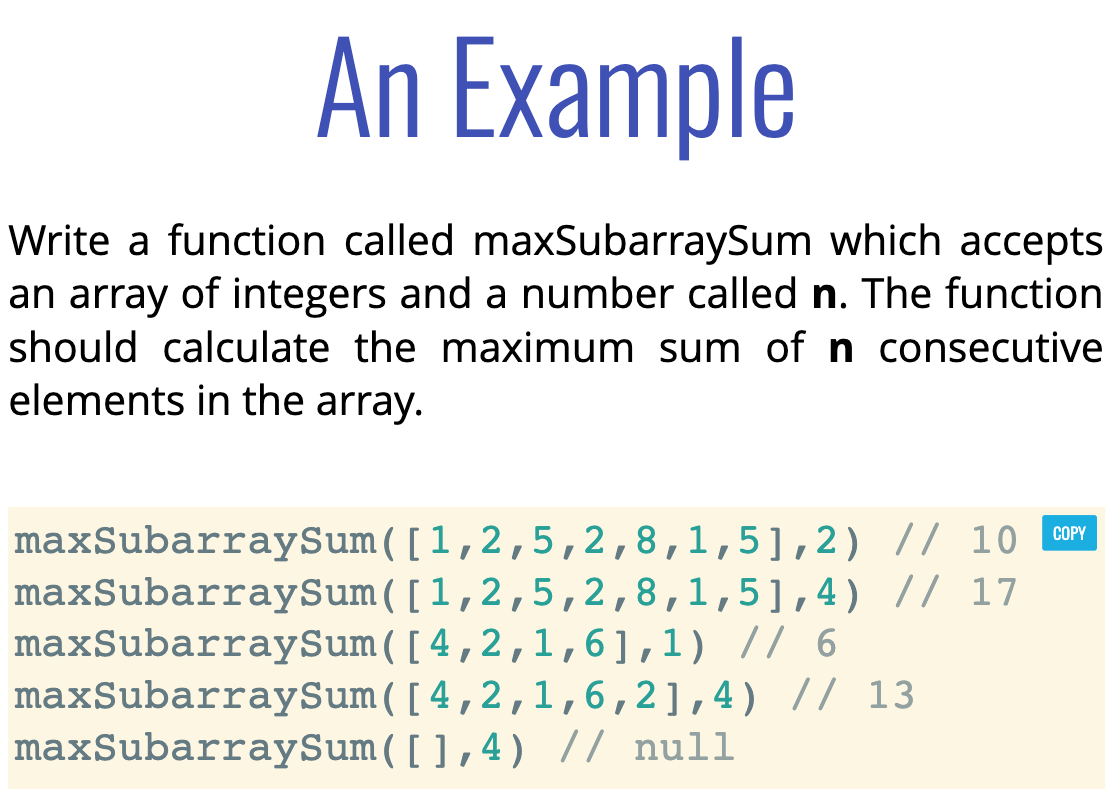 An Example
Write a function called maxSubarraySum which accepts
an array of integers and a number called n. The function
should calculate the maximum sum of n consecutive
elements in the array.
maxSubarraySum([1,2,5,2,8,1,5],2) // 10
COPY
maxSubarraySum([1,2,5,2,8,1,5],4) // 17
maxSubarraySum([4,2,1,6],1) // 6
maxSubarraySum([4,2,1,6,2],4) // 13
maxSubarraySum([],4) // null